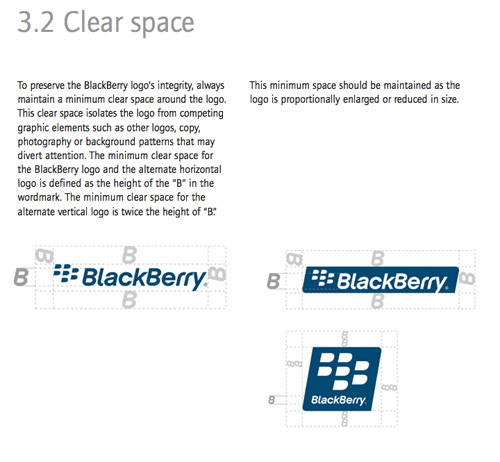 3.2 Clear space
To preserve the BlackBerry logo's integrity, always
maintain a minimum clear space around the logo.
This clear space isolates the logo from competing
graphic elements such as other logos, copy,
photography or background patterns that may
divert attention. The minimum clear space for
the BlackBerry logo and the alternate horizontal
logo is defined as the height of the “B” in the
wordmark. The minimum clear space for the
alternate vertical logo is twice the height of “B.”
This minimum space should be maintained as the
logo is proportionally enlarged or reduced in size.
B
B
B
BlackBerry®
B
B
B
B
B
BlackBerry®
B
B
BB
BB
BB
B
BlackBerry
BB